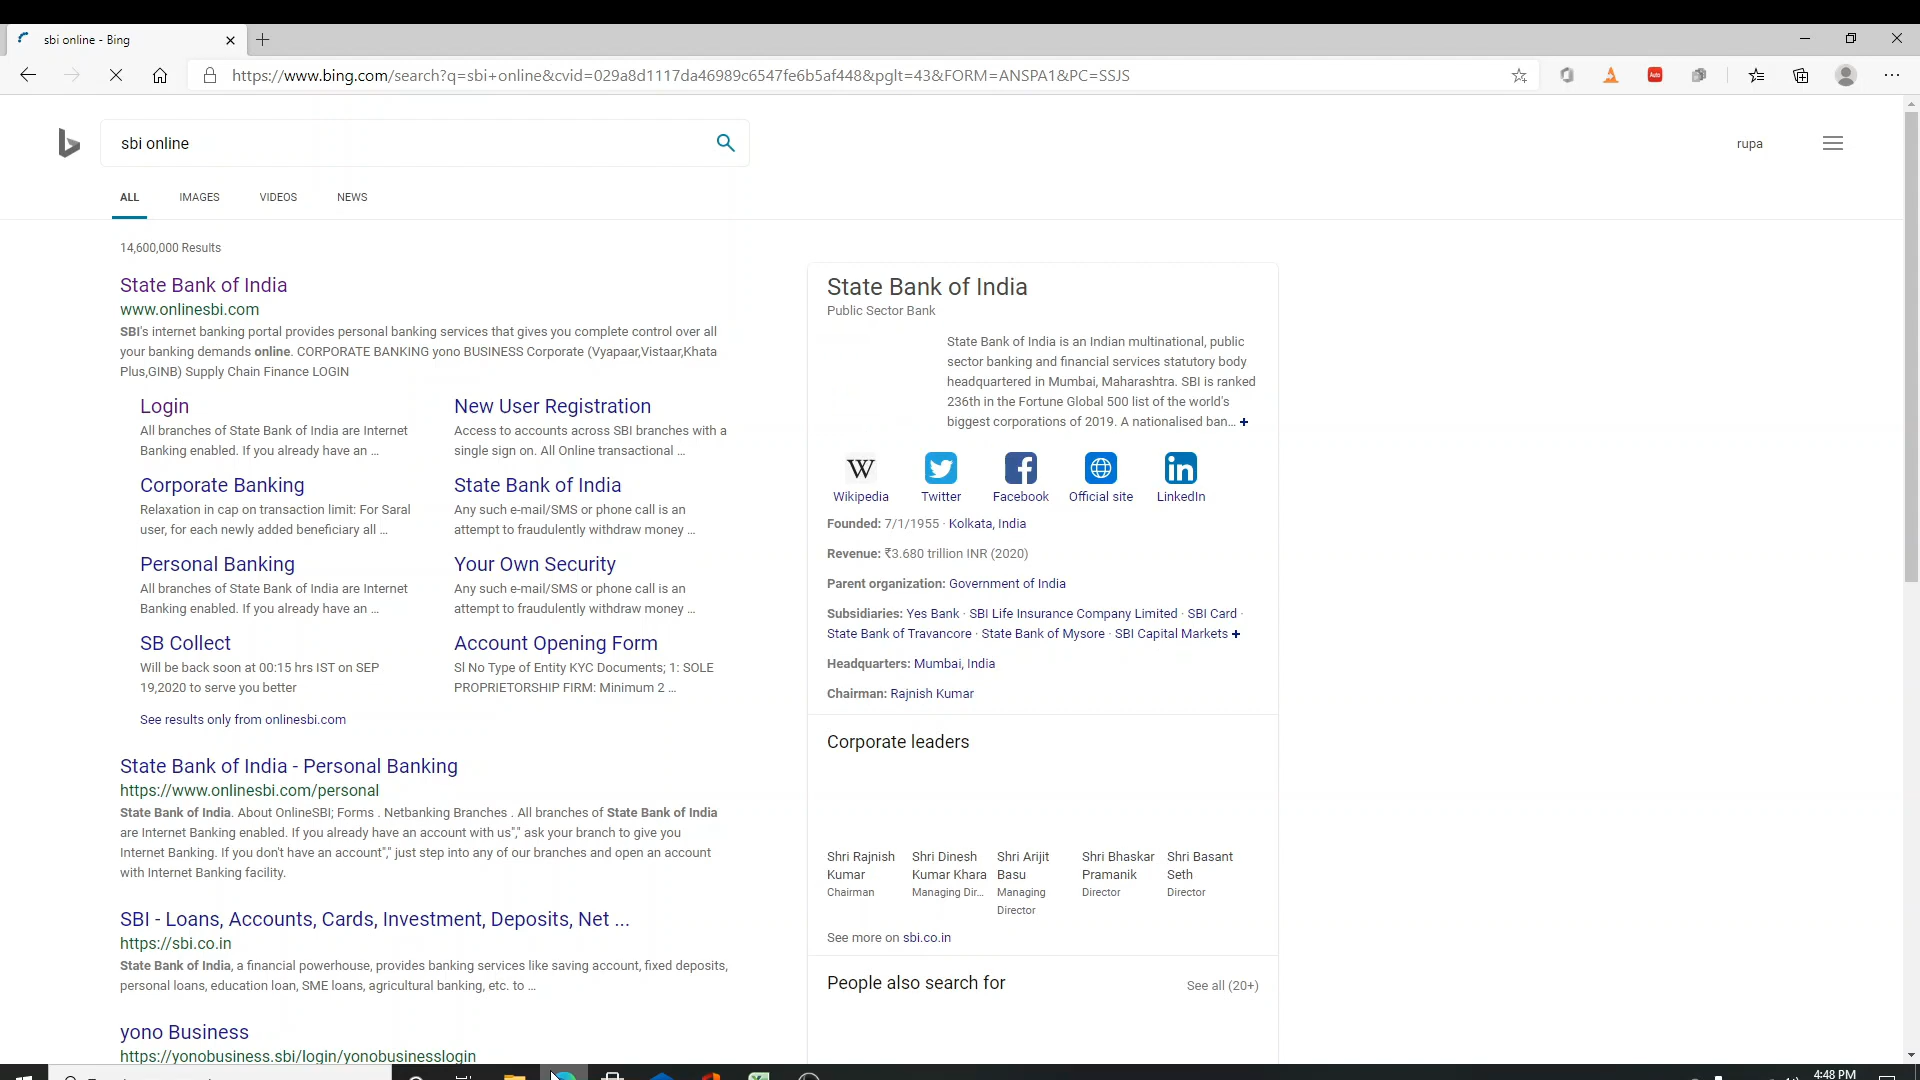 sbi online - Bing
https://www.bing.com/search?q=sbi+online&cvid=029a8d1117da46989c6547fe6b5af448&pglt=43&FORM=ANSPA1&PC=SSJS
sbi online
rupa
ALL IMAGES VIDEOS NEWS
14,600,000 Results
State Bank of India
www.onlinesbi.com
SBI's internet banking portal provides personal banking services that gives you complete control over all
your banking demands online. CORPORATE BANKING yono BUSINESS Corporate (Vyapaar,Vistaar,Khata
Plus,GINB) Supply Chain Finance LOGIN
Login
All branches of State Bank of India are Internet
Banking enabled. If you already have an ...
New User Registration
Access to accounts across SBI branches with a
single sign on. All Online transactional ...
Corporate Banking
Relaxation in cap on transaction limit: For Saral
user, for each newly added beneficiary all ...
State Bank of India
Any such e-mail/SMS or phone call is an
attempt to fraudulently withdraw money ...
Personal Banking
All branches of State Bank of India are Internet
Banking enabled. If you already have an ...
Your Own Security
Any such e-mail/SMS or phone call is an
attempt to fraudulently withdraw money ...
SB Collect
Will be back soon at 00:15 hrs IST on SEP
19,2020 to serve you better
Account Opening Form
Sl No Type of Entity KYC Documents; 1: SOLE
PROPRIETORSHIP FIRM: Minimum 2 ...
See results only from onlinesbi.com
State Bank of India - Personal Banking
https://www.onlinesbi.com/personal
State Bank of India. About OnlineSBI; Forms . Netbanking Branches . All branches of State Bank of India
are Internet Banking enabled. If you already have an account with us"," ask your branch to give you
Internet Banking. If you don't have an account"," just step into any of our branches and open an account
with Internet Banking facility.
SBI - Loans, Accounts, Cards, Investment, Deposits, Net ...
https://sbi.co.in
State Bank of India, a financial powerhouse, provides banking services like saving account, fixed deposits,
personal loans, education loan, SME loans, agricultural banking, etc. to ...
yono Business
https://yonobusiness.sbi/login/yonobusinesslogin
State Bank of India
Public Sector Bank
State Bank of India is an Indian multinational, public
sector banking and financial services statutory body
headquartered in Mumbai, Maharashtra. SBI is ranked
236th in the Fortune Global 500 list of the world's
biggest corporations of 2019. A nationalised ban... +
W
Wikipedia Twitter Facebook Official site LinkedIn
Founded: 7/1/1955 · Kolkata, India
Revenue: ₹3.680 trillion INR (2020)
Parent organization: Government of India
Subsidiaries: Yes Bank · SBI Life Insurance Company Limited · SBI Card ·
State Bank of Travancore · State Bank of Mysore · SBI Capital Markets +
Headquarters: Mumbai, India
Chairman: Rajnish Kumar
Corporate leaders
Shri Rajnish
Kumar
Chairman
Shri Dinesh
Kumar Khara
Managing Dir...
Shri Arijit
Basu
Managing
Director
Shri Bhaskar
Pramanik
Director
Shri Basant
Seth
Director
See more on sbi.co.in
People also search for See all (20+)
4:48 PM